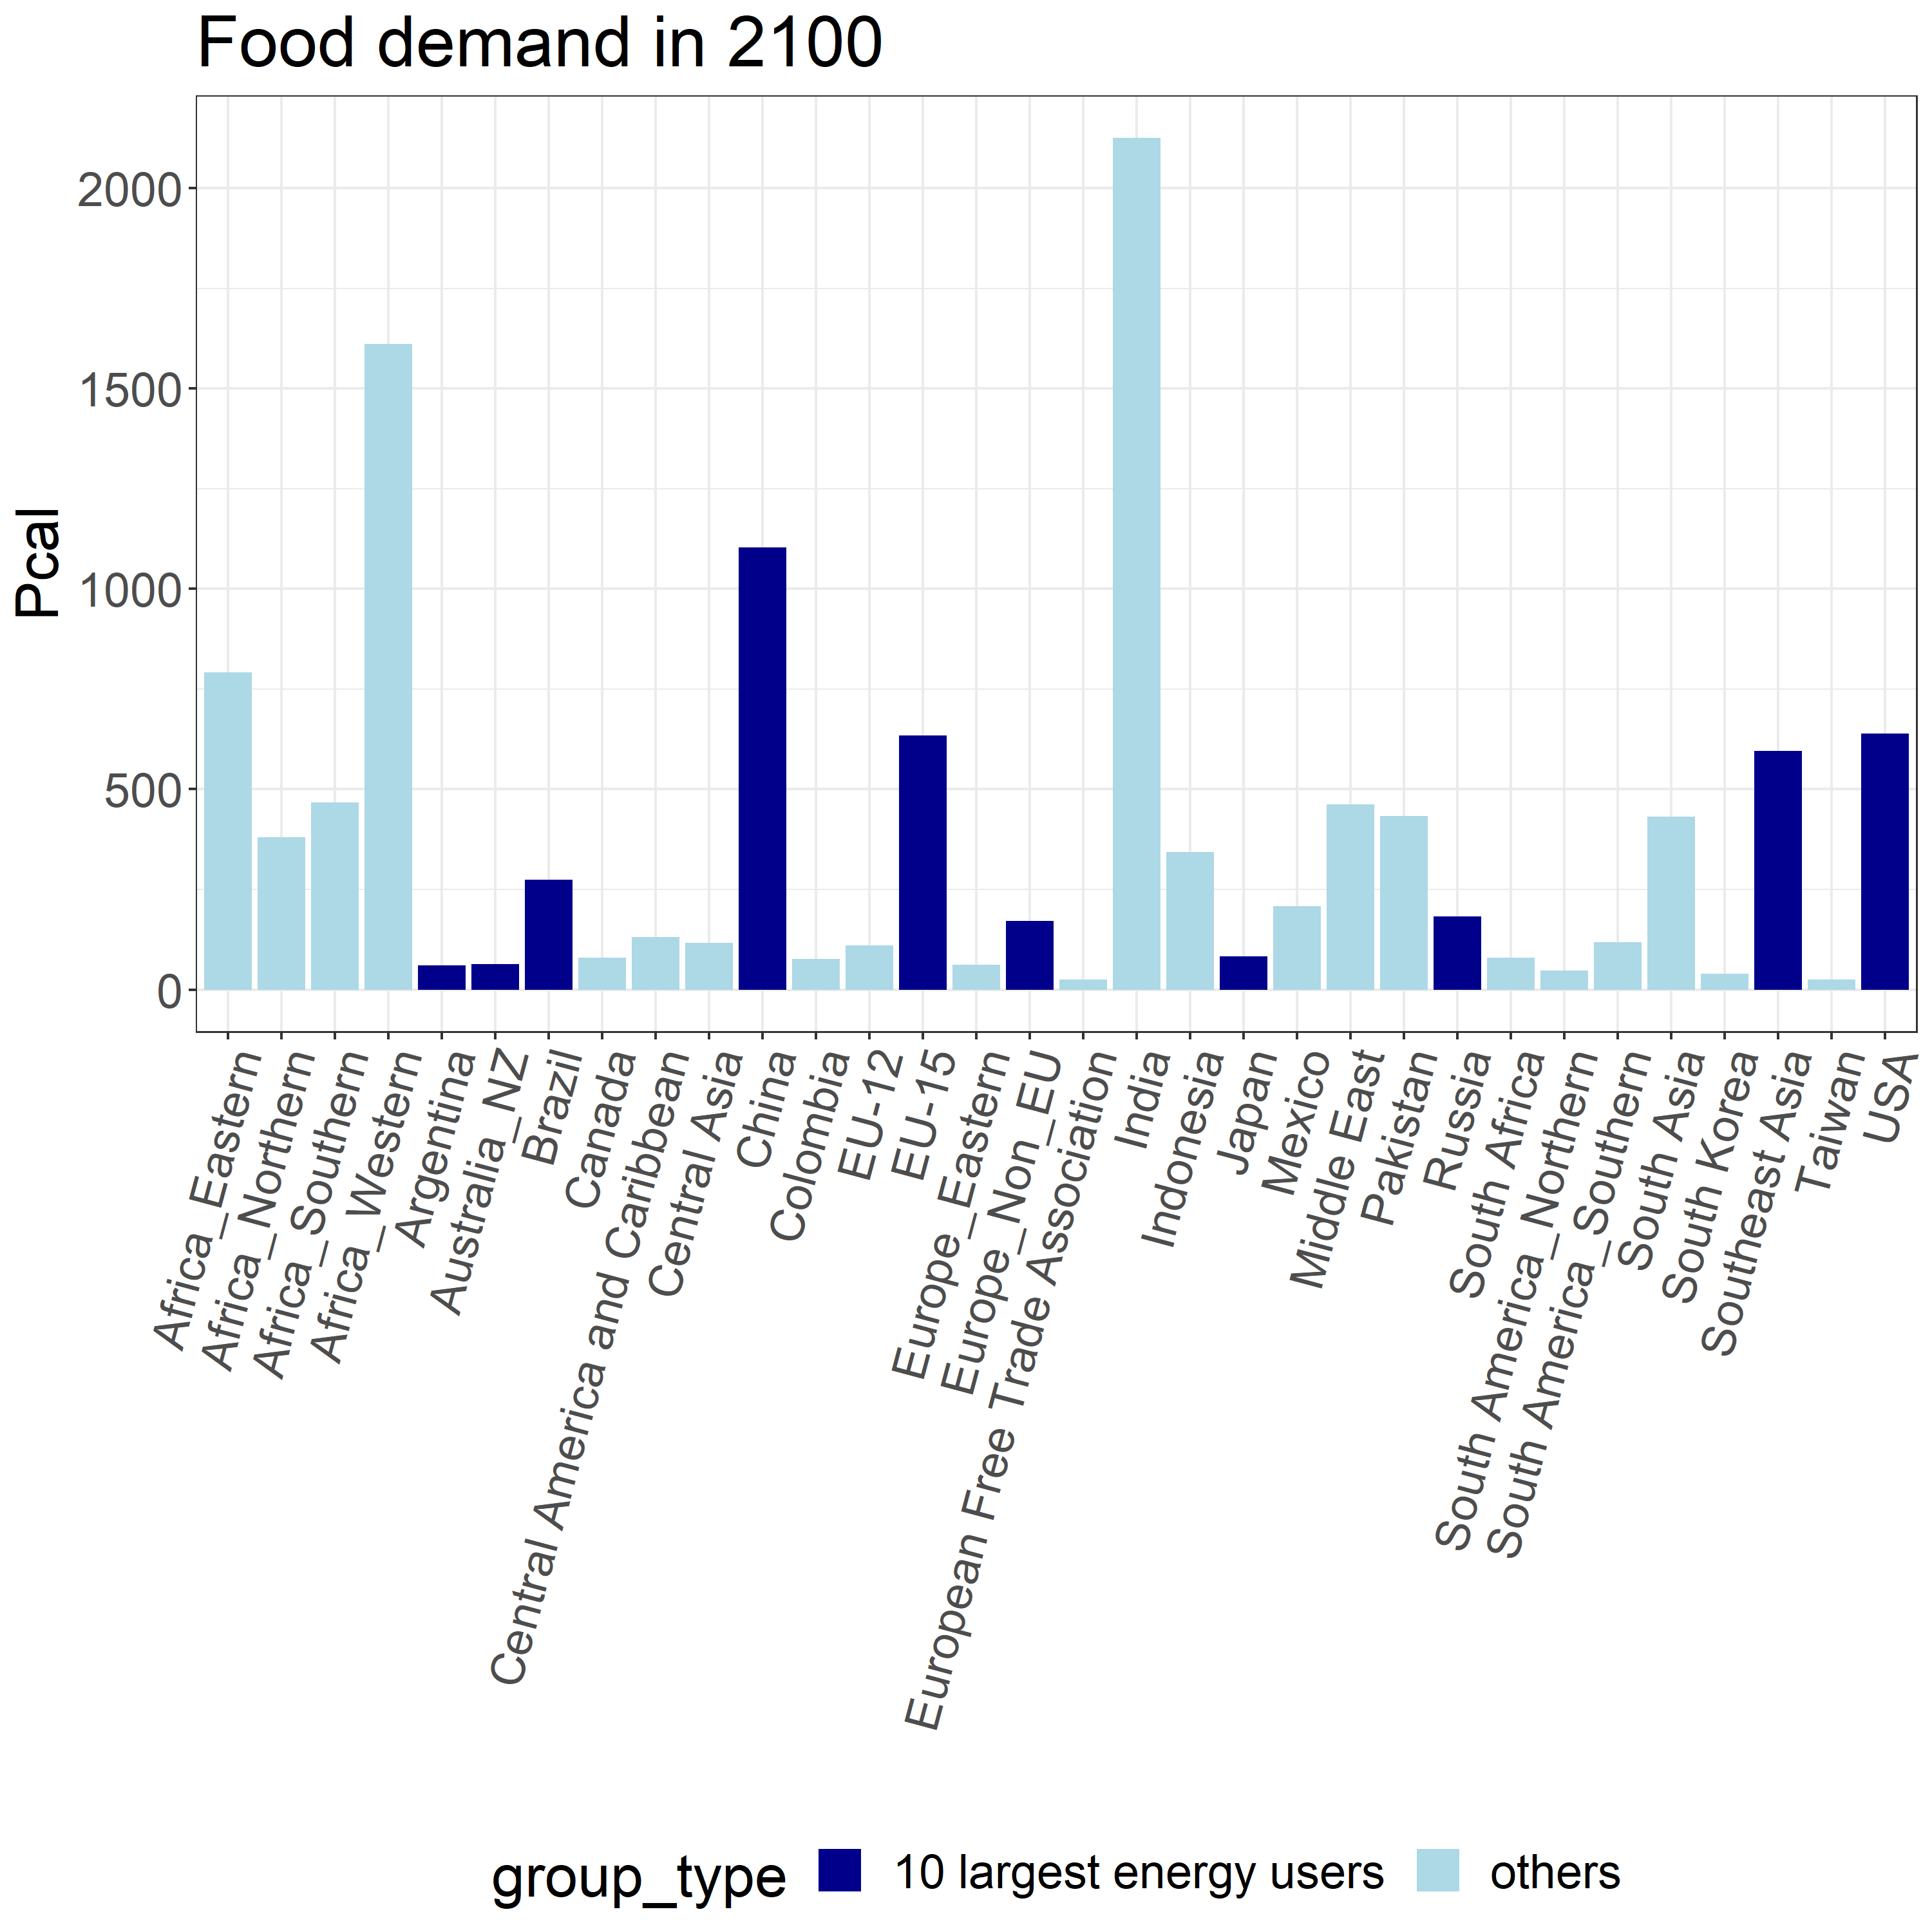 Food demand in 2100
Pcal
2000
1500
1000
500
0
Africa_Eastern
Africa_Northern
Africa_Southern
Africa_Western
Argentina
Australia_NZ
Brazil
Canada
Central America and Caribbean
Central Asia
China
Colombia
EU-12
EU-15
Europe_Eastern
Europe_Non_EU
European Free Trade Association
India
Indonesia
Japan
Mexico
Middle East
Pakistan
Russia
South Africa
South America_Northern
South America_Southern
South Asia
South Korea
Southeast Asia
Taiwan
USA
group_type 10 largest energy users others